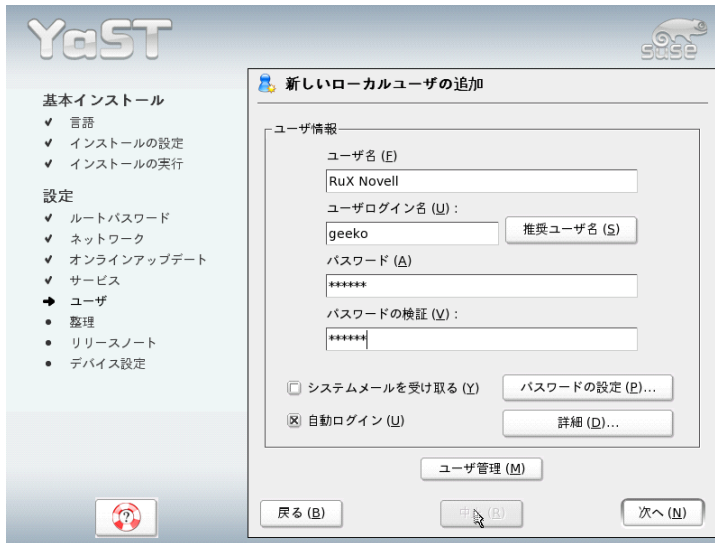 YaST
SUSE
基本インストール
言語
インストールの設定
インストールの実行
設定
ルートパスワード
ネットワーク
オンラインアップデート
サービス
ユーザ
整理
リリースノート
デバイス設定
新しいローカルユーザの追加
ユーザ情報
ユーザ名 (F)
RuX Novell
ユーザログイン名 (U) :
geeko
推奨ユーザ名 (S)
パスワード (A)
******
パスワードの検証 (V) :
******
システムメールを受け取る (Y)
パスワードの設定 (P)...
自動ログイン (U)
詳細 (D)...
ユーザ管理 (M)
戻る (B)
(R)
次へ (N)